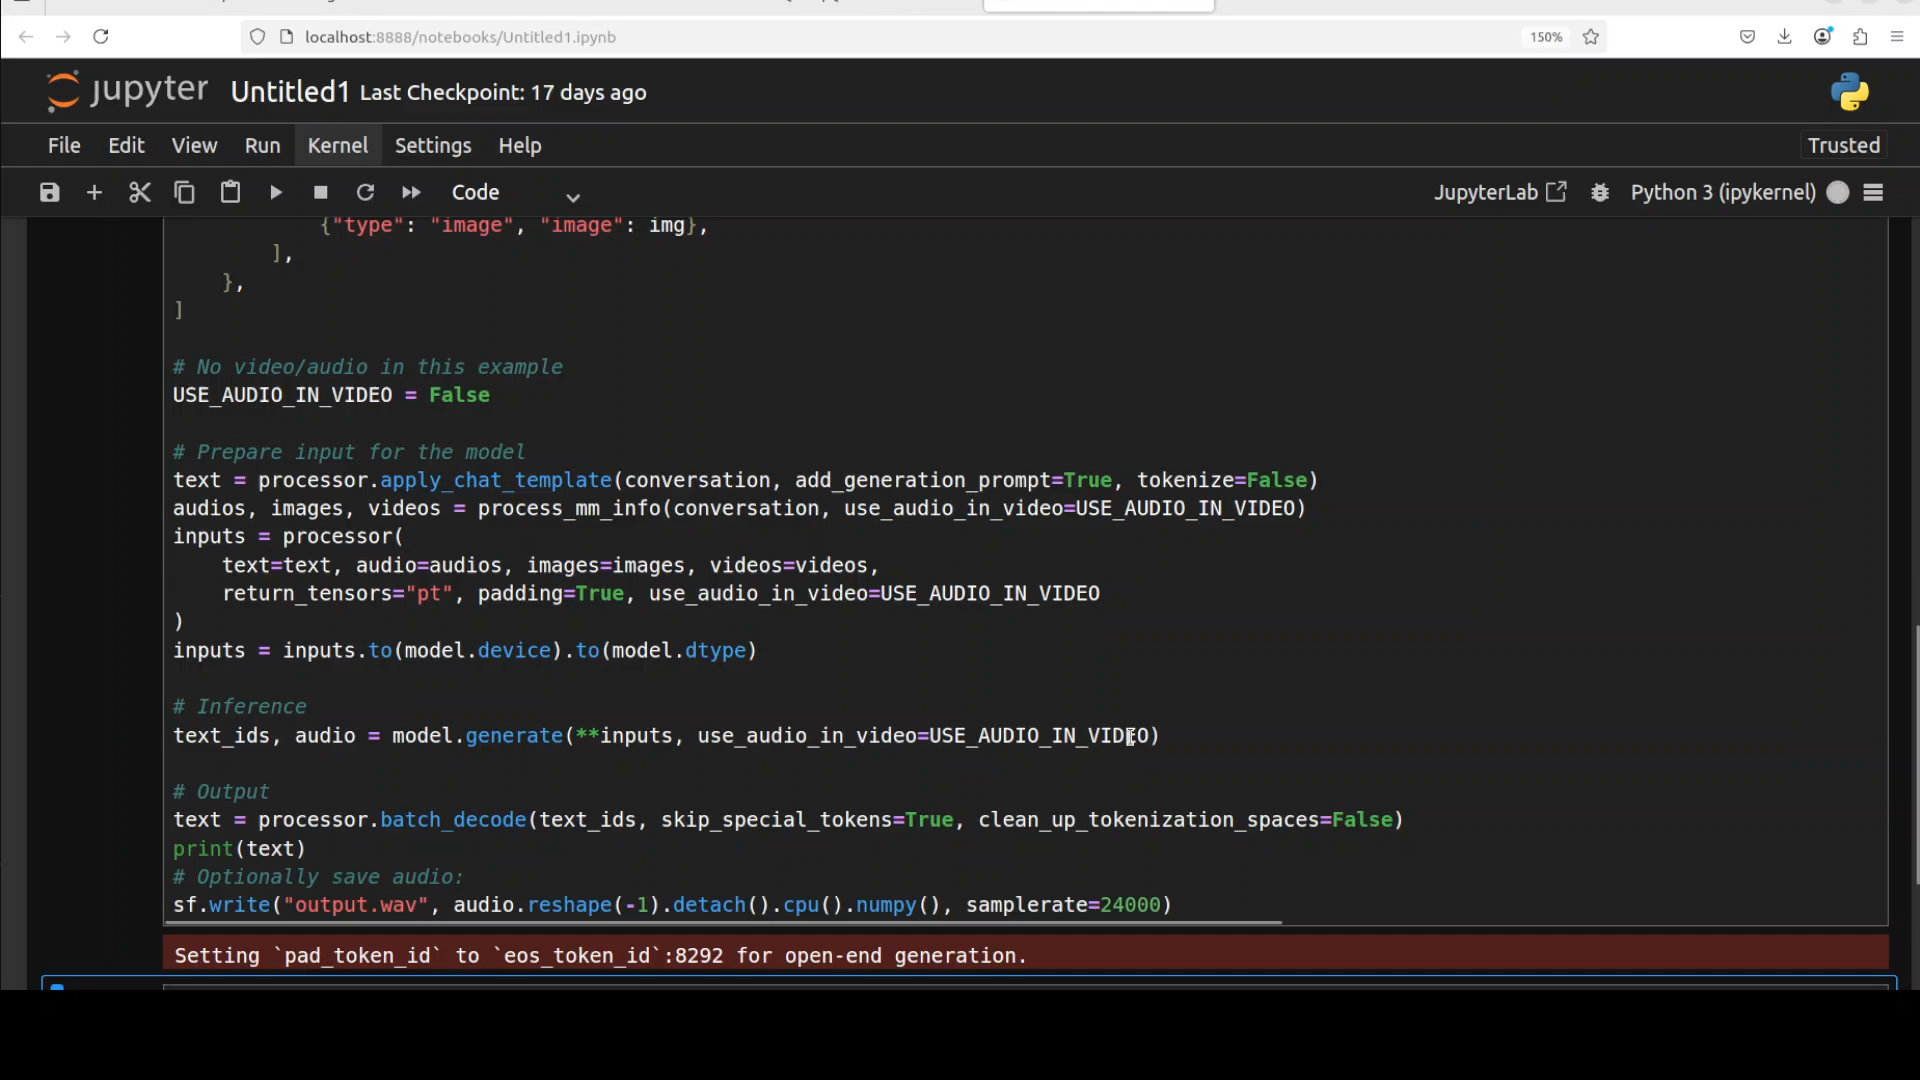 localhost:8888/notebooks/Untitled1.ipynb
150%
jupyter Untitled1 Last Checkpoint: 17 days ago
File Edit View Run Kernel Settings Help
Trusted
Code
JupyterLab
Python 3 (ipykernel)
{"type": "image", "image": img},
],
},
]
# No video/audio in this example
USE_AUDIO_IN_VIDEO = False
# Prepare input for the model
text = processor.apply_chat_template(conversation, add_generation_prompt=True, tokenize=False)
audios, images, videos = process_mm_info(conversation, use_audio_in_video=USE_AUDIO_IN_VIDEO)
inputs = processor(
text=text, audio=audios, images=images, videos=videos,
return_tensors="pt", padding=True, use_audio_in_video=USE_AUDIO_IN_VIDEO
)
inputs = inputs.to(model.device).to(model.dtype)
# Inference
text_ids, audio = model.generate(**inputs, use_audio_in_video=USE_AUDIO_IN_VIDEO)
# Output
text = processor.batch_decode(text_ids, skip_special_tokens=True, clean_up_tokenization_spaces=False)
print(text)
# Optionally save audio:
sf.write("output.wav", audio.reshape(-1).detach().cpu().numpy(), samplerate=24000)
Setting `pad_token_id` to `eos_token_id`:8292 for open-end generation.